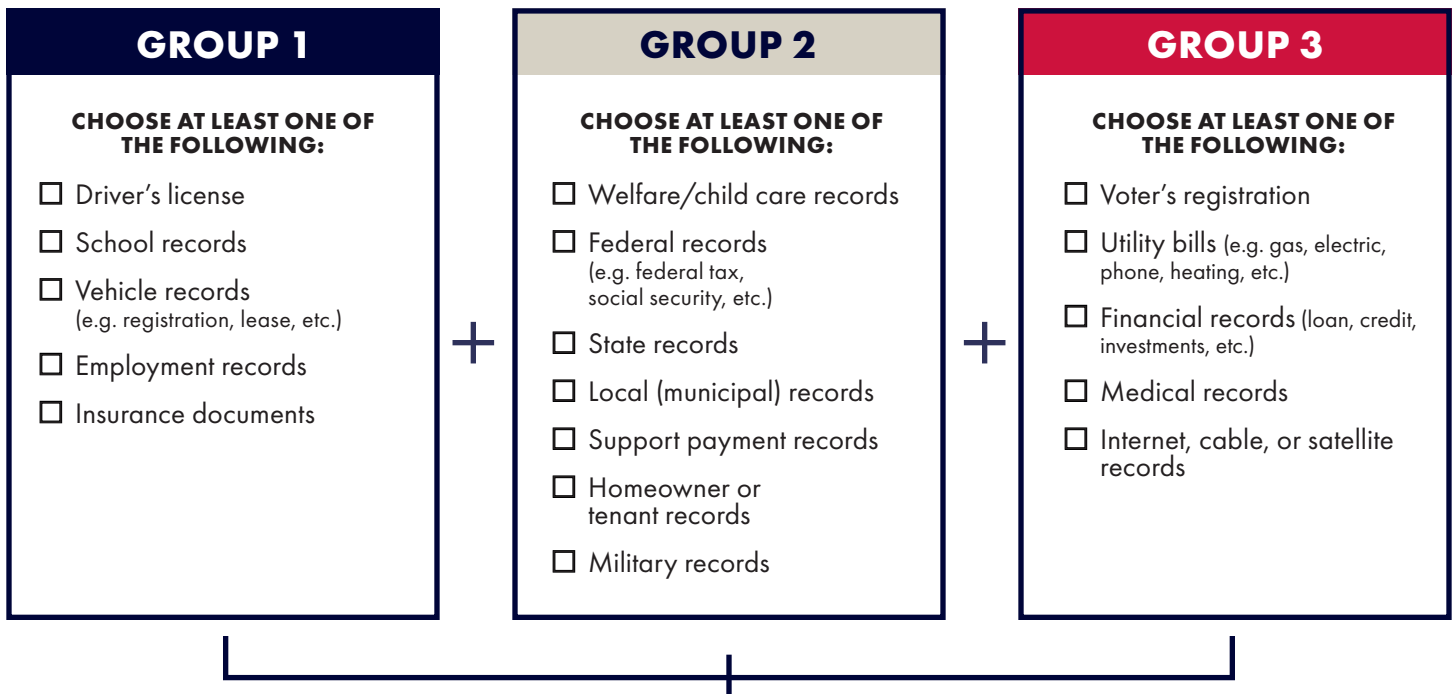 GROUP 1
CHOOSE AT LEAST ONE OF
THE FOLLOWING:
Driver's license
School records
Vehicle records
(e.g. registration, lease, etc.)
Employment records
Insurance documents
+
GROUP 2
CHOOSE AT LEAST ONE OF
THE FOLLOWING:
Welfare/child care records
Federal records
(e.g. federal tax,
social security, etc.)
State records
Local (municipal) records
Support payment records
Homeowner or
tenant records
Military records
+
GROUP 3
CHOOSE AT LEAST ONE OF
THE FOLLOWING:
Voter's registration
Utility bills (e.g. gas, electric,
phone, heating, etc.)
Financial records (loan, credit,
investments, etc.)
Medical records
Internet, cable, or satellite
records